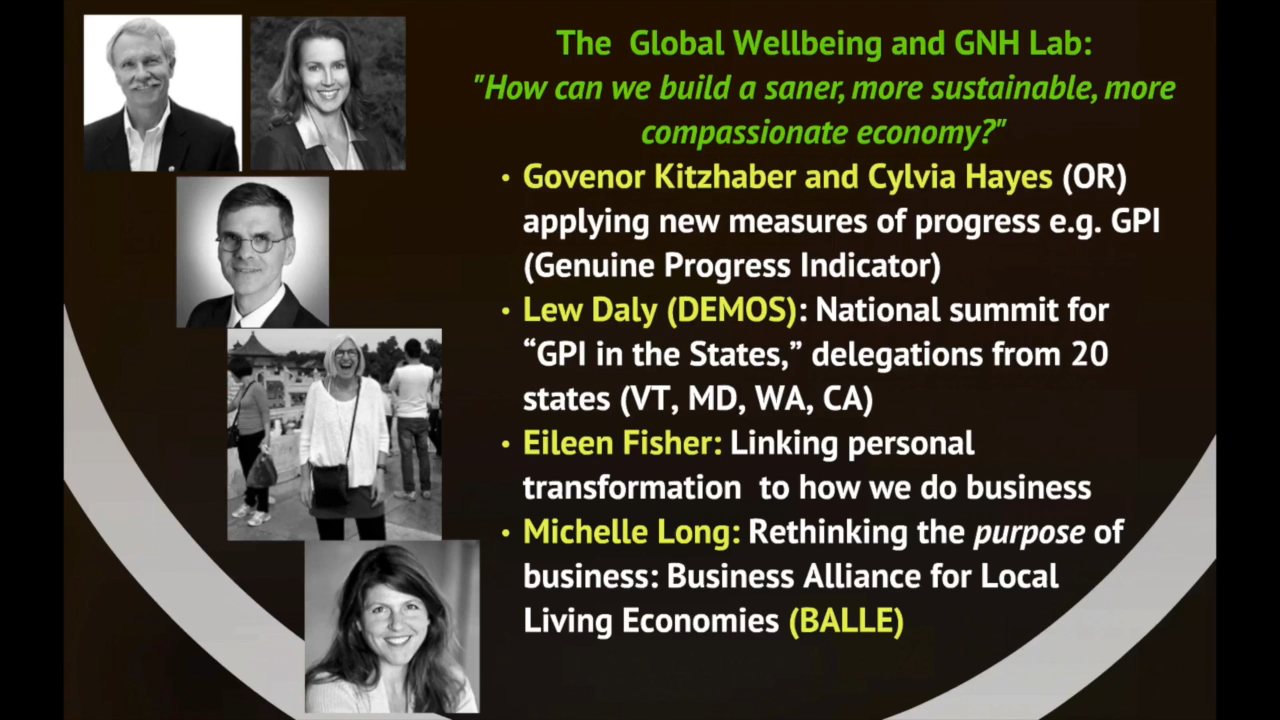 The Global Wellbeing and GNH Lab:
"How can we build a saner, more sustainable, more
compassionate economy?"
• Govenor Kitzhaber and Cylvia Hayes (OR)
applying new measures of progress e.g. GPI
(Genuine Progress Indicator)
• Lew Daly (DEMOS): National summit for
“GPI in the States,” delegations from 20
states (VT, MD, WA, CA)
• Eileen Fisher: Linking personal
transformation to how we do business
• Michelle Long: Rethinking the purpose of
business: Business Alliance for Local
Living Economies (BALLE)